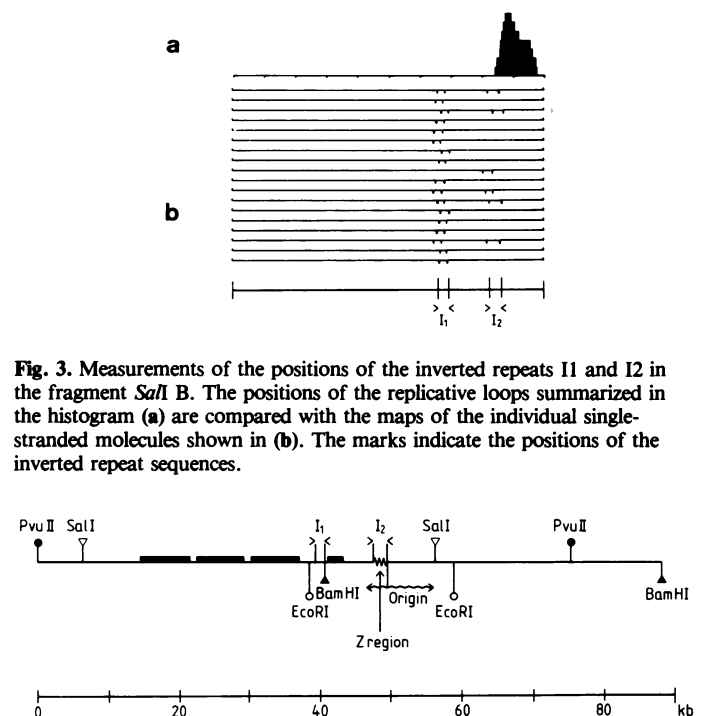 a
b
> < > <
I1 I2
Fig. 3. Measurements of the positions of the inverted repeats I1 and I2 in
the fragment SalI B. The positions of the replicative loops summarized in
the histogram (a) are compared with the maps of the individual single-
stranded molecules shown in (b). The marks indicate the positions of the
inverted repeat sequences.
PvuII SalI I1 I2 SalI PvuII
> < > <
BamHI Origin BamHI
EcoRI EcoRI
Z region
0 20 40 60 80 kb